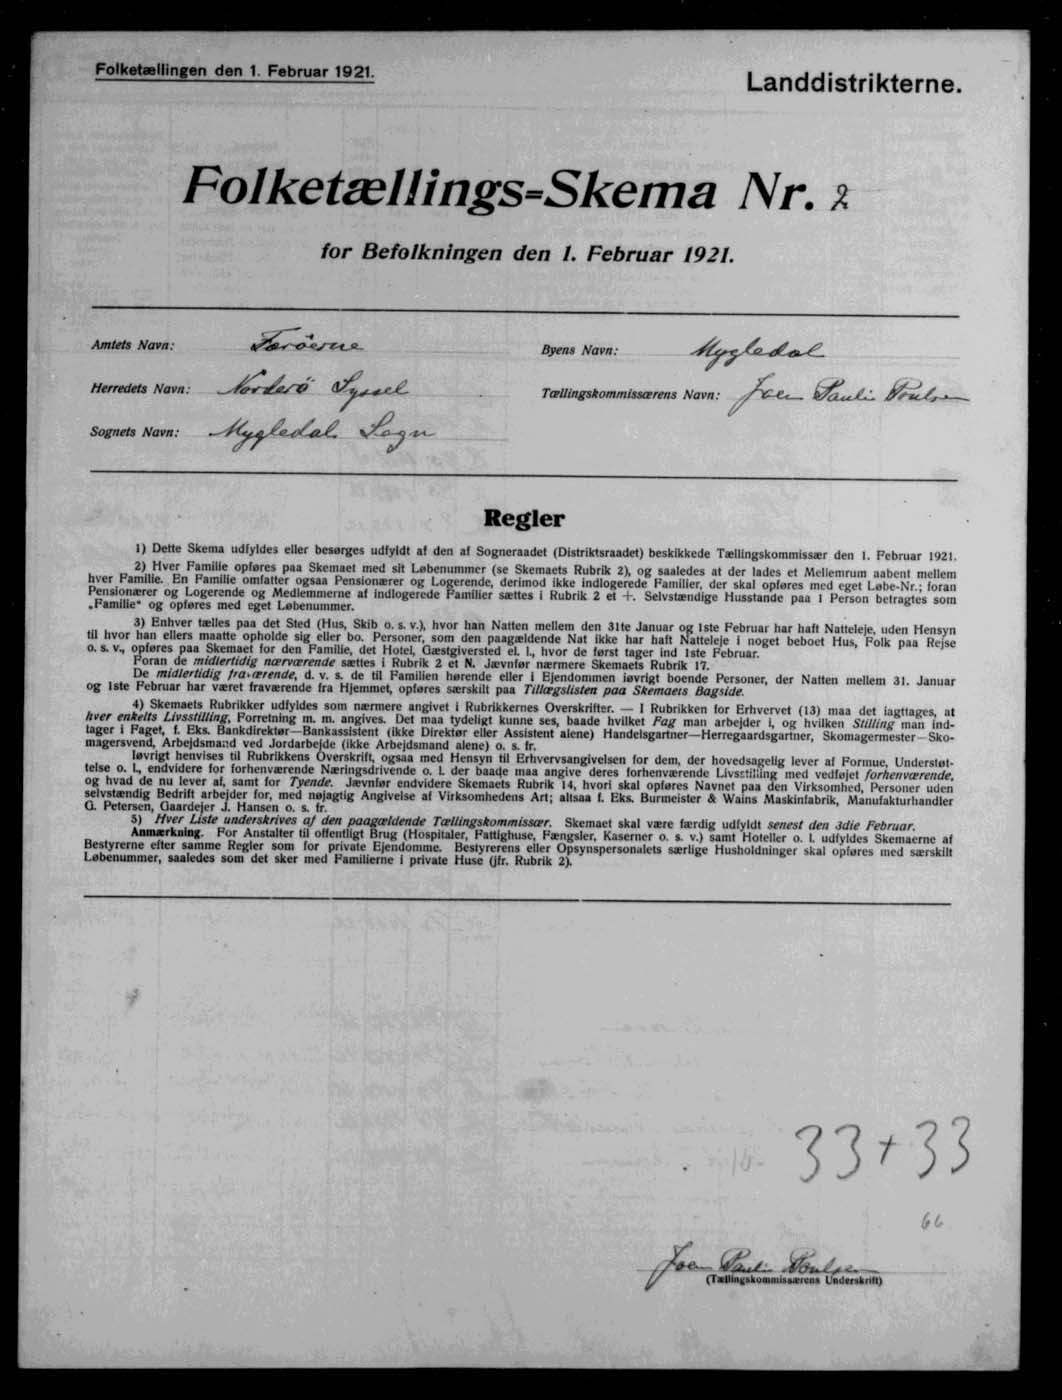 Folketællingen den 1. Februar 1921.
Landdistrikterne.
Folketællings=Skema Nr. 2
for Befolkningen den 1. Februar 1921.
Amtets Navn: Færöerne
Byens Navn: Mygledal
Herredets Navn: Norderö Syssel
Tællingskommissærens Navn: Joen Pauli Poulsen
Sognets Navn: Mygledal Sogn
Regler
1) Dette Skema udfyldes eller besørges udfyldt af den af Sogneraadet (Distriktsraadet) beskikkede Tællingskommissær den 1. Februar 1921.
2) Hver Familie opføres paa Skemaet med sit Løbenummer (se Skemaets Rubrik 2), og saaledes at der lades et Mellemrum aabent mellem
hver Familie. En Familie omfatter ogsaa Pensionærer og Logerende, derimod ikke indlogerede Familier, der skal opføres med eget Løbe-Nr.; foran
Pensionærer og Logerende og Medlemmerne af indlogerede Familier sættes i Rubrik 2 et +. Selvstændige Husstande paa 1 Person betragtes som
„Familie“ og opføres med eget Løbenummer.
3) Enhver tælles paa det Sted (Hus, Skib o. s. v.), hvor han Natten mellem den 31te Januar og 1ste Februar har haft Natteleje, uden Hensyn
til hvor han ellers maatte opholde sig eller bo. Personer, som den paagældende Nat ikke har haft Natteleje i noget beboet Hus, Folk paa Rejse
o. s. v., opføres paa Skemaet for den Familie, det Hotel, Gæstgiversted el. l., hvor de først tager ind 1ste Februar.
Foran de midlertidig nærværende sættes i Rubrik 2 et N. Jævnfør nærmere Skemaets Rubrik 17.
De midlertidig fraværende, d. v. s. de til Familien hørende eller i Ejendommen iøvrigt boende Personer, der Natten mellem 31. Januar
og 1ste Februar har været fraværende fra Hjemmet, opføres særskilt paa Tillægslisten paa Skemaets Bagside.
4) Skemaets Rubrikker udfyldes som nærmere angivet i Rubrikkernes Overskrifter. — I Rubrikken for Erhvervet (13) maa det iagttages, at
hver enkelts Livsstilling, Forretning m. m. angives. Det maa tydeligt kunne ses, baade hvilket Fag man arbejder i, og hvilken Stilling man ind-
tager i Faget, f. Eks. Bankdirektør—Bankassistent (ikke Direktør eller Assistent alene) Handelsgartner—Herregaardsgartner, Skomagermester—Sko-
magersvend, Arbejdsmand ved Jordarbejde (ikke Arbejdsmand alene) o. s. fr.
Iøvrigt henvises til Rubrikkens Overskrift, ogsaa med Hensyn til Erhvervsangivelsen for dem, der hovedsagelig lever af Formue, Understøt-
telse o. l., endvidere for forhenværende Næringsdrivende o. l. der baade maa angive deres forhenværende Livsstilling med vedføjet forhenværende,
og hvad de nu lever af, samt for Tyende. Jævnfør endvidere Skemaets Rubrik 14, hvori skal opføres Navnet paa den Virksomhed, Personer uden
selvstændig Bedrift arbejder for, med nøjagtig Angivelse af Virksomhedens Art; altsaa f. Eks. Burmeister & Wains Maskinfabrik, Manufakturhandler
G. Petersen, Gaardejer J. Hansen o. s. fr.
5) Hver Liste underskrives af den paagældende Tællingskommissær. Skemaet skal være færdig udfyldt senest den 3die Februar.
Anmærkning. For Anstalter til offentligt Brug (Hospitaler, Fattighuse, Fængsler, Kaserner o. s. v.) samt Hoteller o. l. udfyldes Skemaerne af
Bestyrerne efter samme Regler som for private Ejendomme. Bestyrerens eller Opsynspersonalets særlige Husholdninger skal opføres med særskilt
Løbenummer, saaledes som det sker med Familierne i private Huse (jfr. Rubrik 2).
33 + 33
66
Joen Pauli Poulsen
(Tællingskommissærens Underskrift)